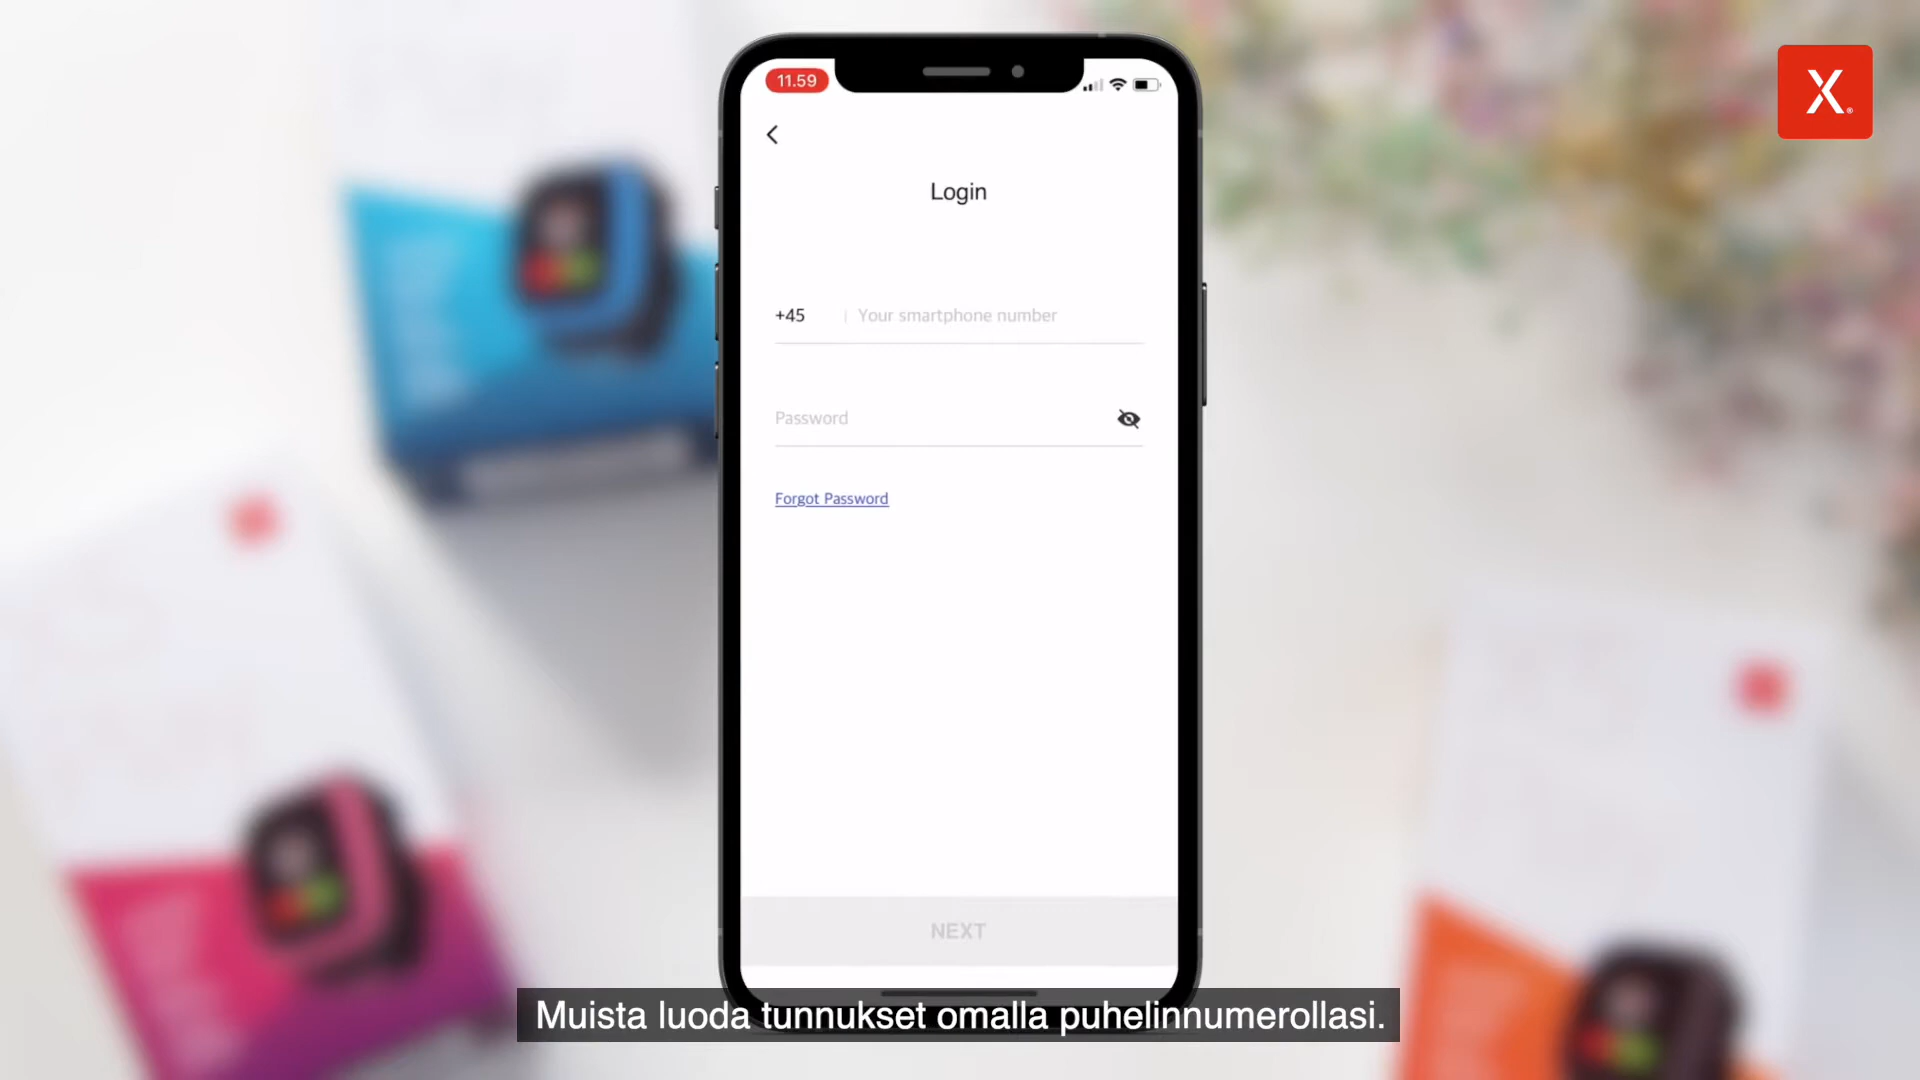 11.59
X®
Login
+45 | Your smartphone number
Password
Forgot Password
NEXT
Muista luoda tunnukset omalla puhelinnumerollasi.